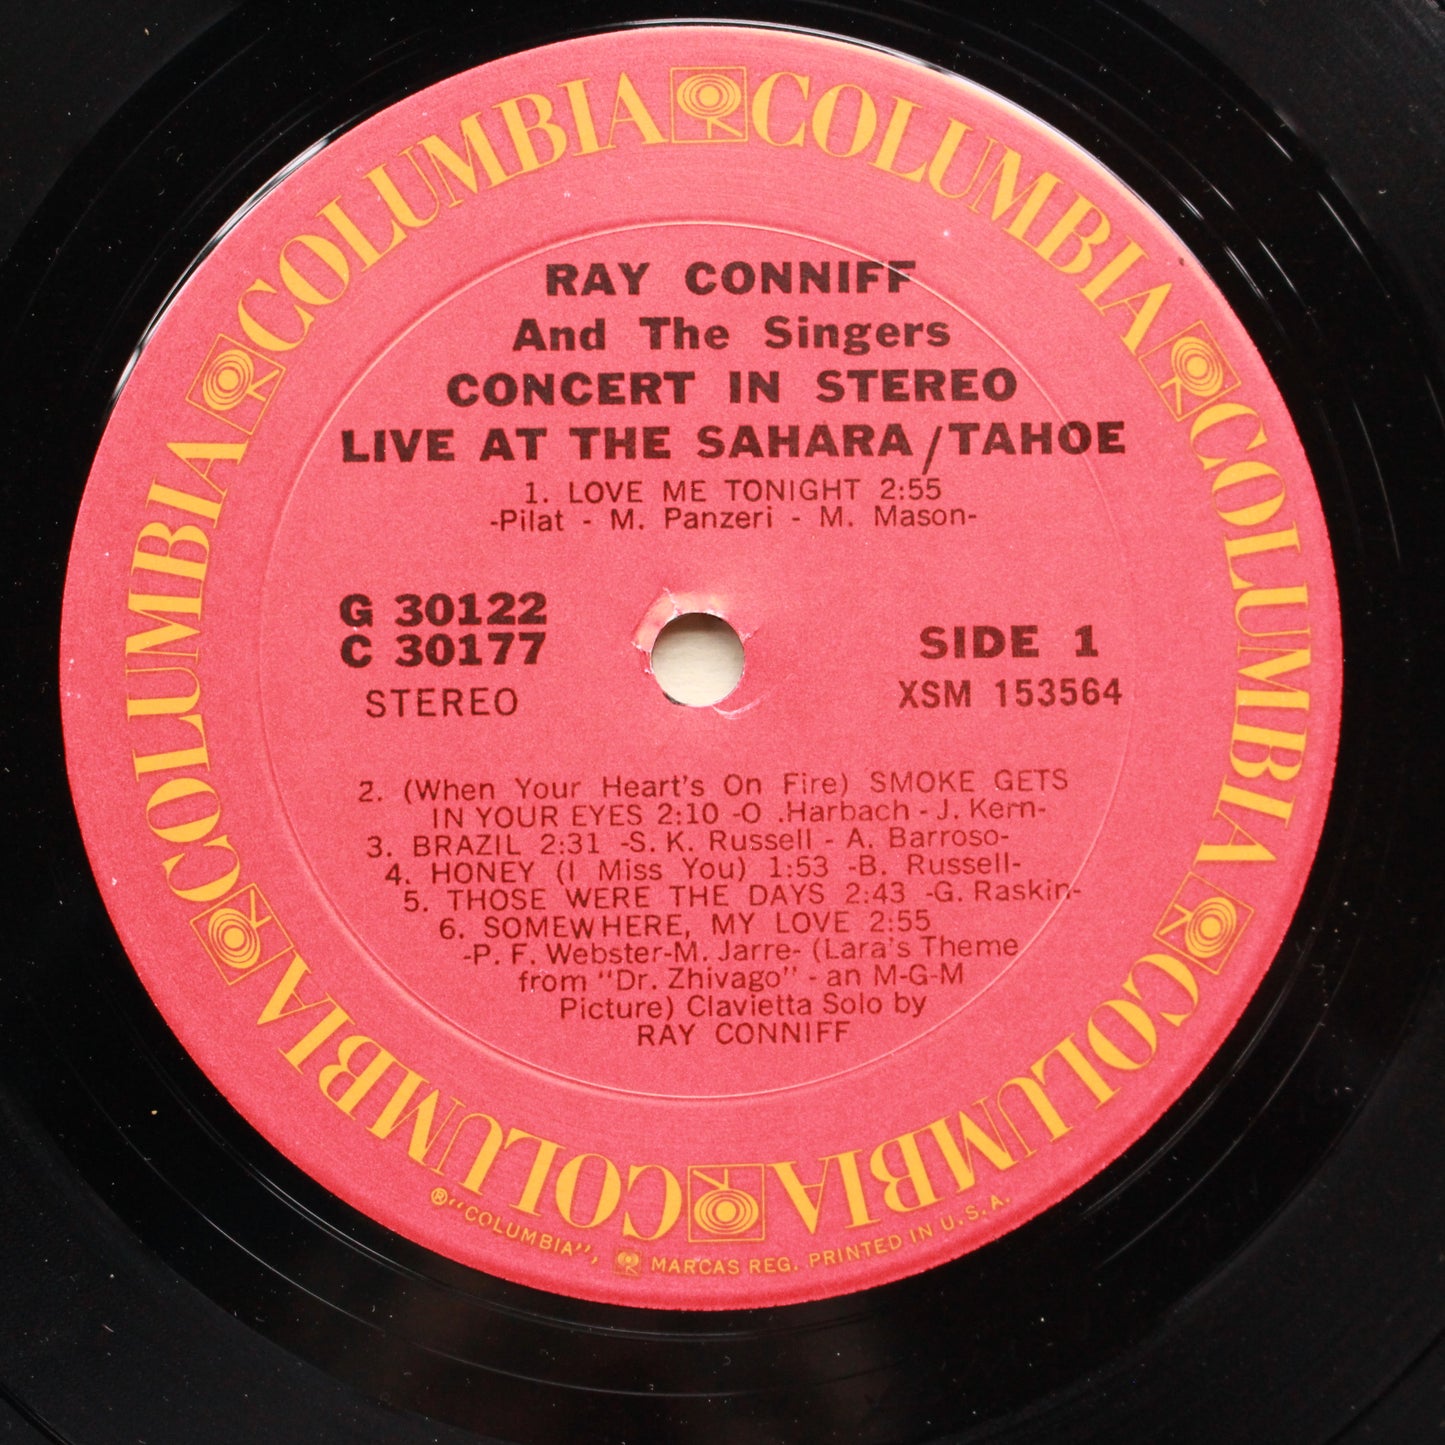 COLUMBIA COLUMBIA COLUMBIA COLUMBIA COLUMBIA COLUMBIA COLUMBIA COLUMBIA COLUMBIA COLUMBIA
RAY CONNIFF
And The Singers
CONCERT IN STEREO
LIVE AT THE SAHARA/TAHOE
1. LOVE ME TONIGHT 2:55
-Pilat - M. Panzeri - M. Mason-
G 30122
C 30177
STEREO
SIDE 1
XSM 153564
2. (When Your Heart's On Fire) SMOKE GETS
IN YOUR EYES 2:10 -O .Harbach - J. Kern-
3. BRAZIL 2:31 -S. K. Russell - A. Barroso-
4. HONEY (I Miss You) 1:53 -B. Russell-
5. THOSE WERE THE DAYS 2:43 -G. Raskin-
6. SOMEWHERE, MY LOVE 2:55
-P. F. Webster-M. Jarre- (Lara's Theme
from "Dr. Zhivago" - an M-G-M
Picture) Clavietta Solo by
RAY CONNIFF
® "COLUMBIA", MARCAS REG. PRINTED IN U.S.A.